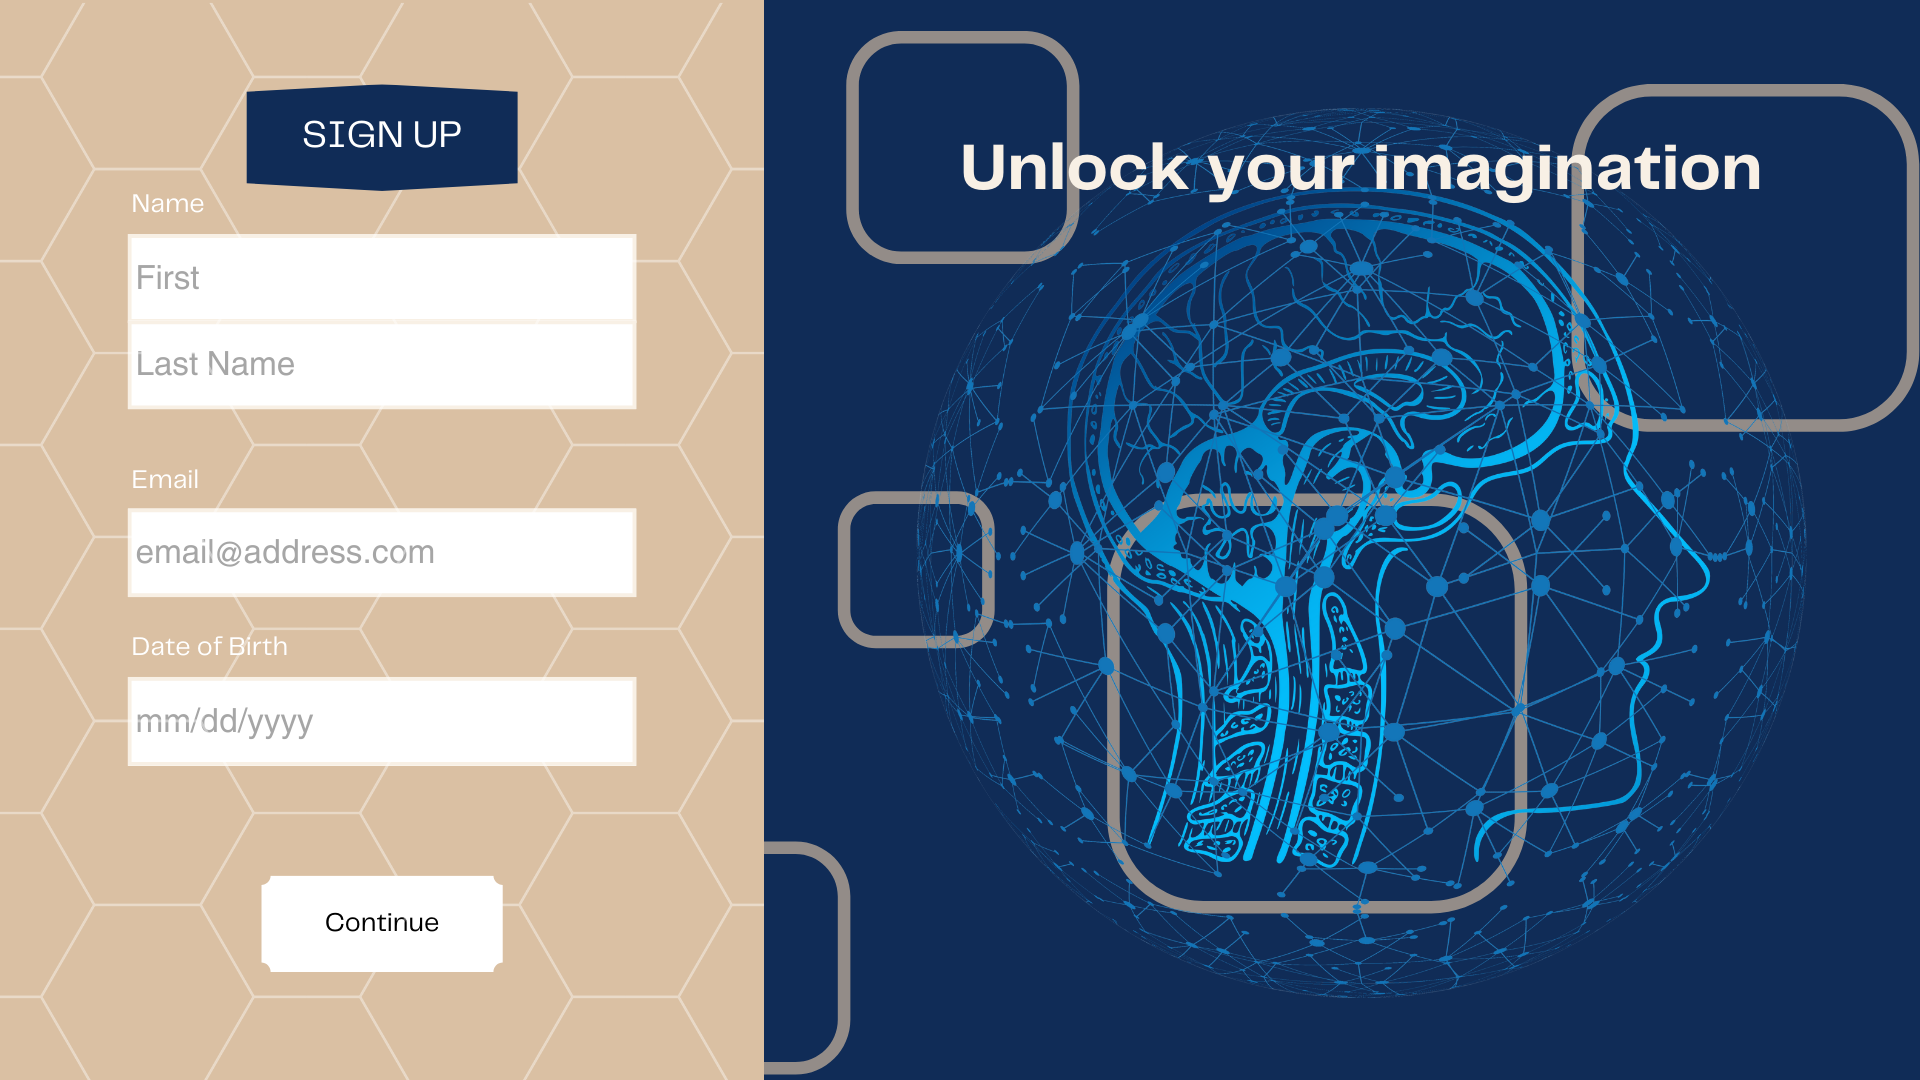 SIGN UP
Name
First
Last Name
Email
email@address.com
Date of Birth
mm/dd/yyyy
Continue
Unlock your imagination